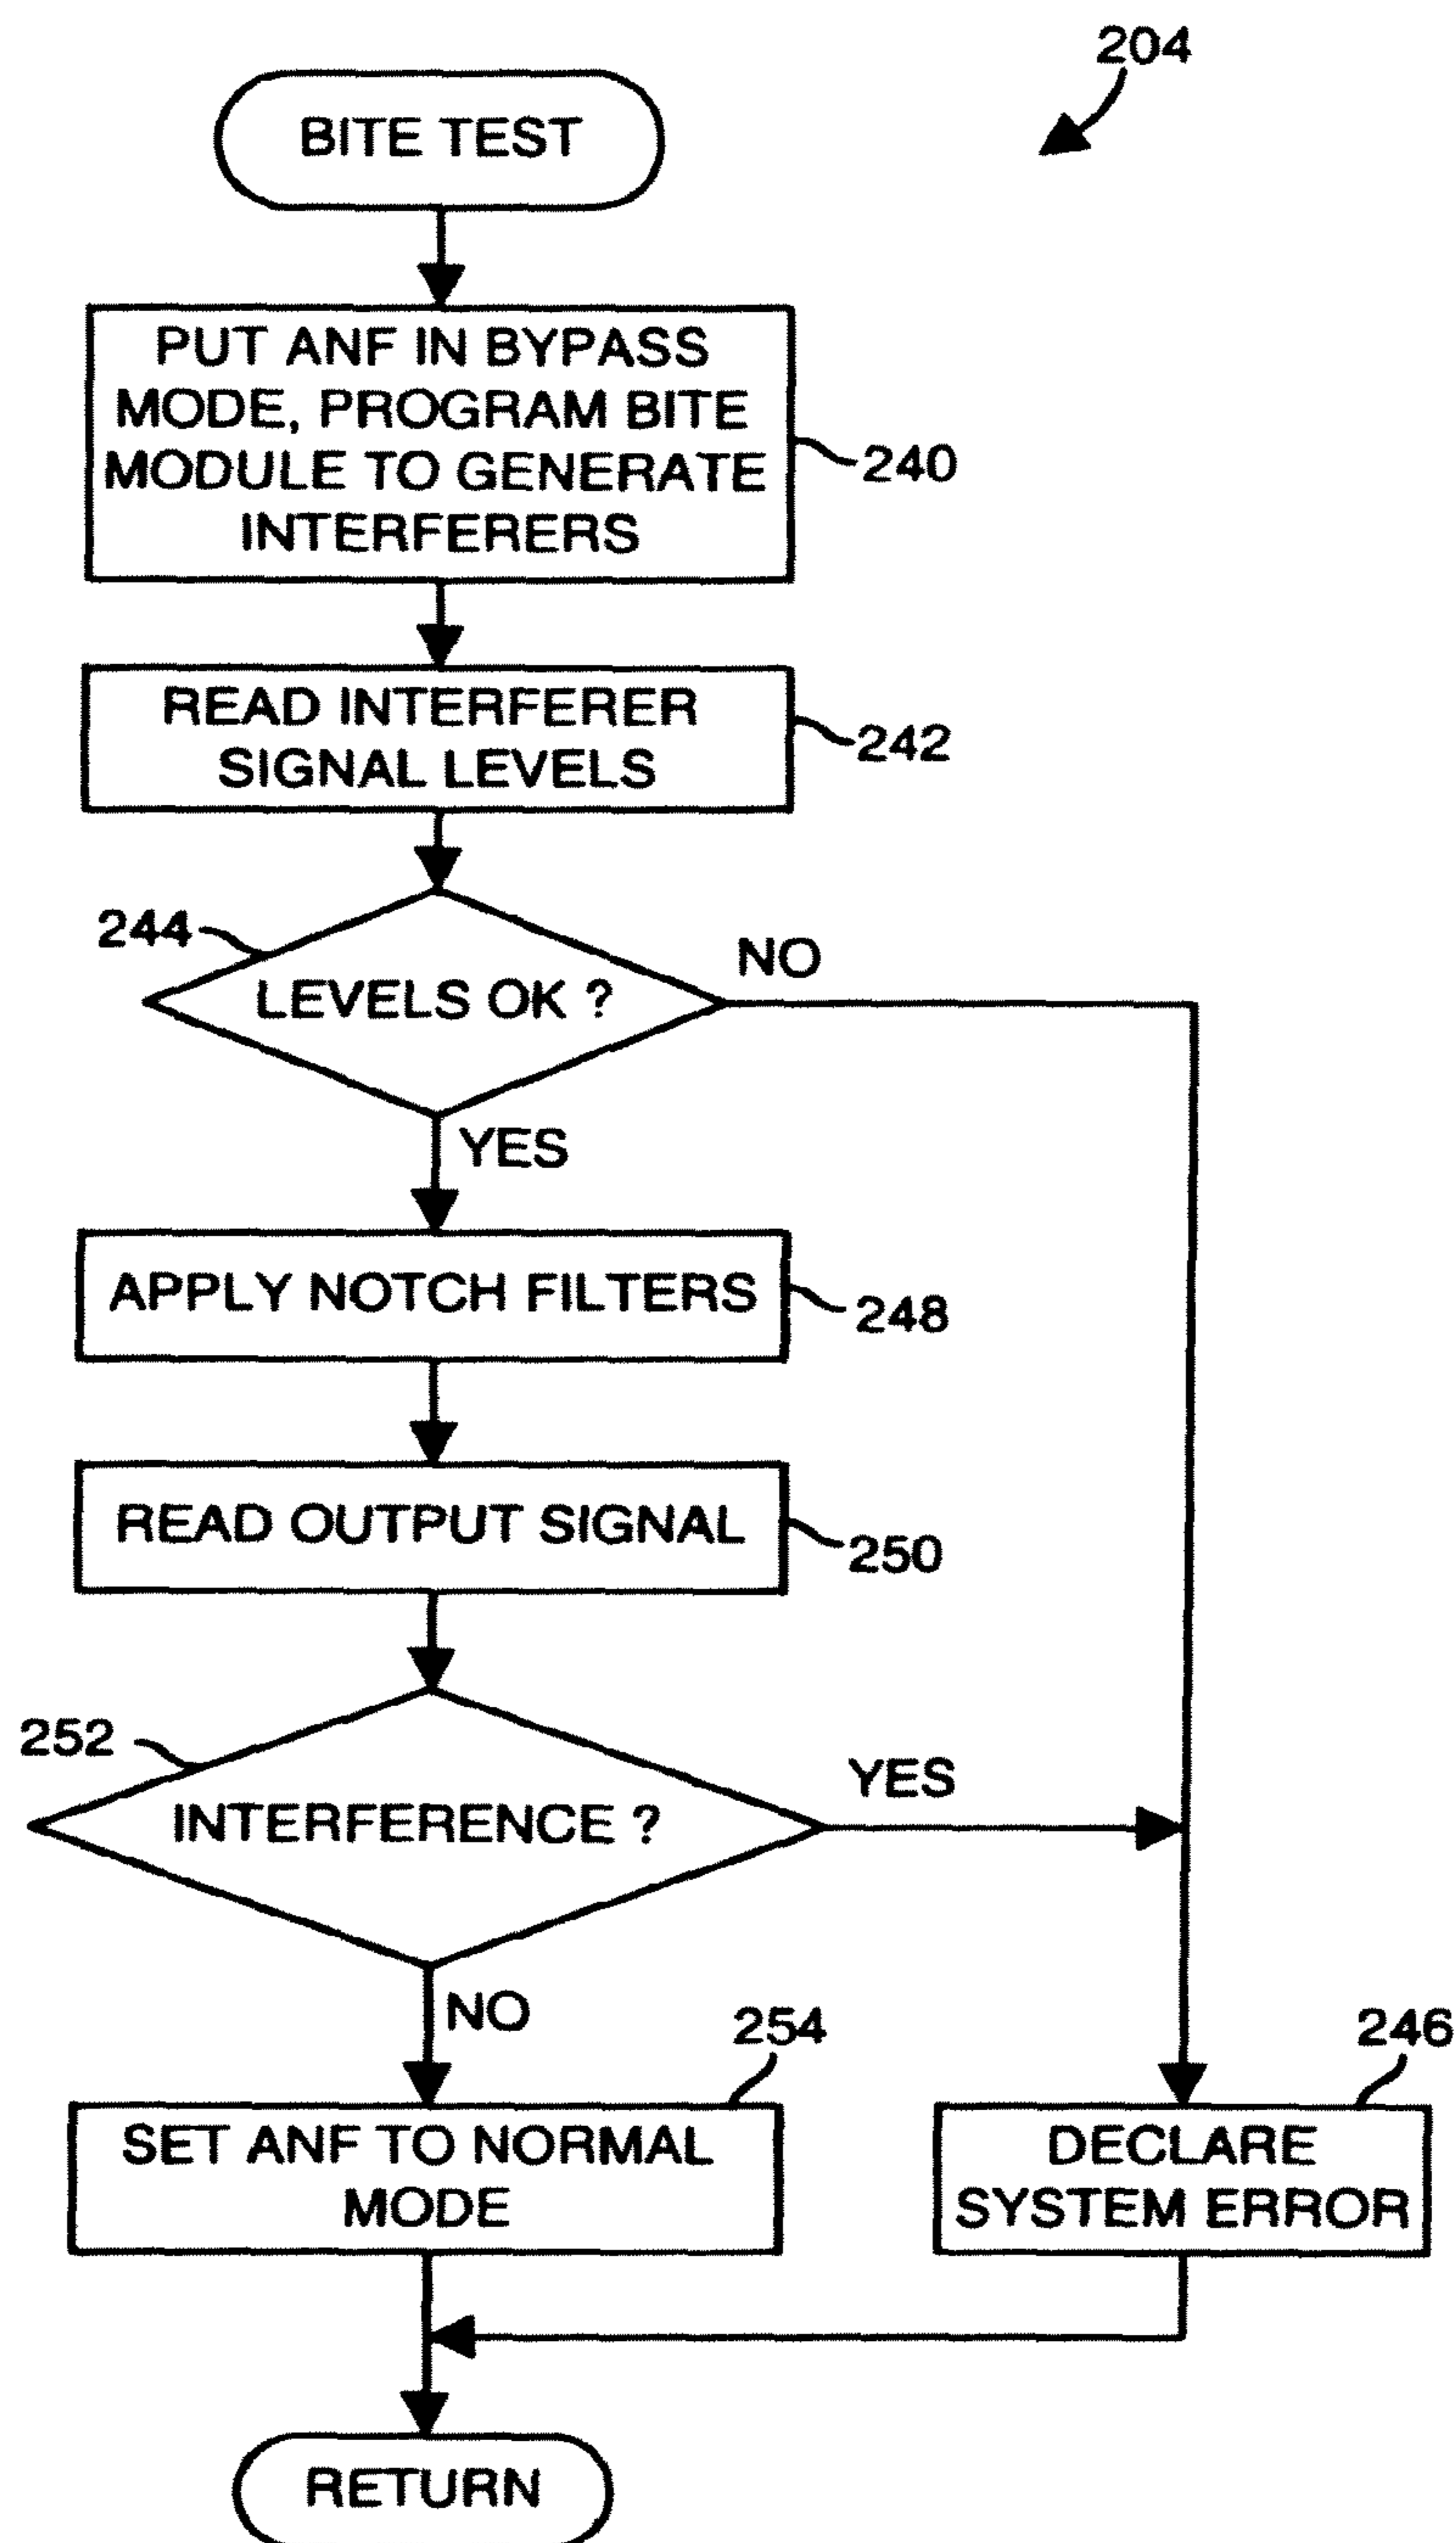 204
BITE TEST
PUT ANF IN BYPASS
MODE, PROGRAM BITE
MODULE TO GENERATE
INTERFERERS
240
READ INTERFERER
SIGNAL LEVELS
242
244
LEVELS OK ?
NO
YES
APPLY NOTCH FILTERS
248
READ OUTPUT SIGNAL
250
252
INTERFERENCE ?
YES
NO
254
246
SET ANF TO NORMAL
MODE
DECLARE
SYSTEM ERROR
RETURN